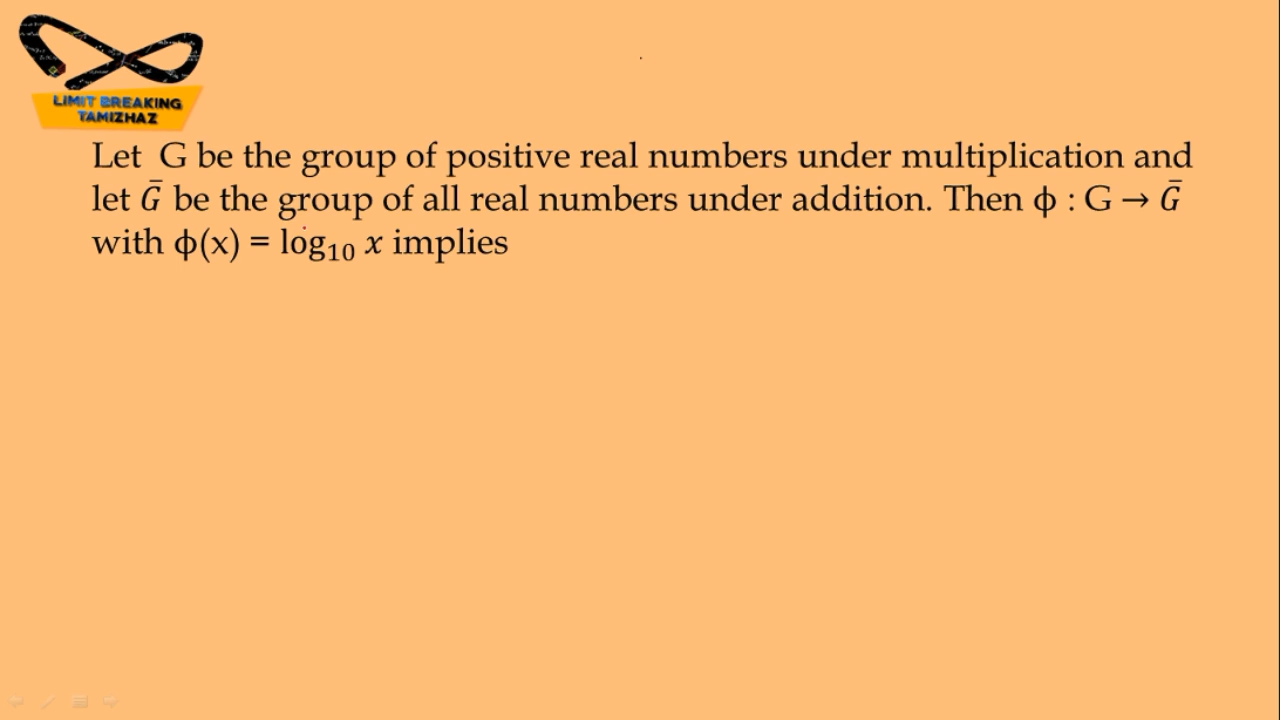 LIMIT BREAKING
TAMIZHAZ
Let G be the group of positive real numbers under multiplication and
let Ḡ be the group of all real numbers under addition. Then ϕ : G → Ḡ
with ϕ(x) = log₁₀ x implies